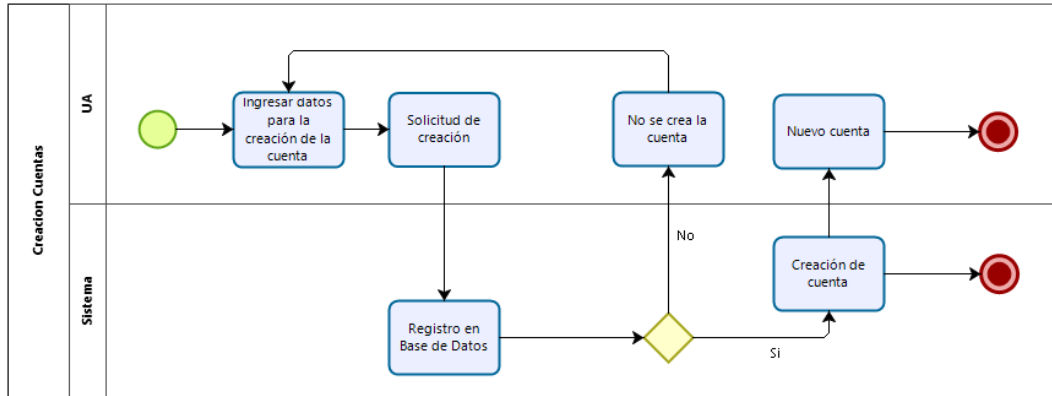 Creacion Cuentas
UA
Ingresar datos
para la
creación de la
cuenta
Solicitud de
creación
No se crea la
cuenta
Nuevo cuenta
Sistema
Registro en
Base de Datos
No
Si
Creación de
cuenta